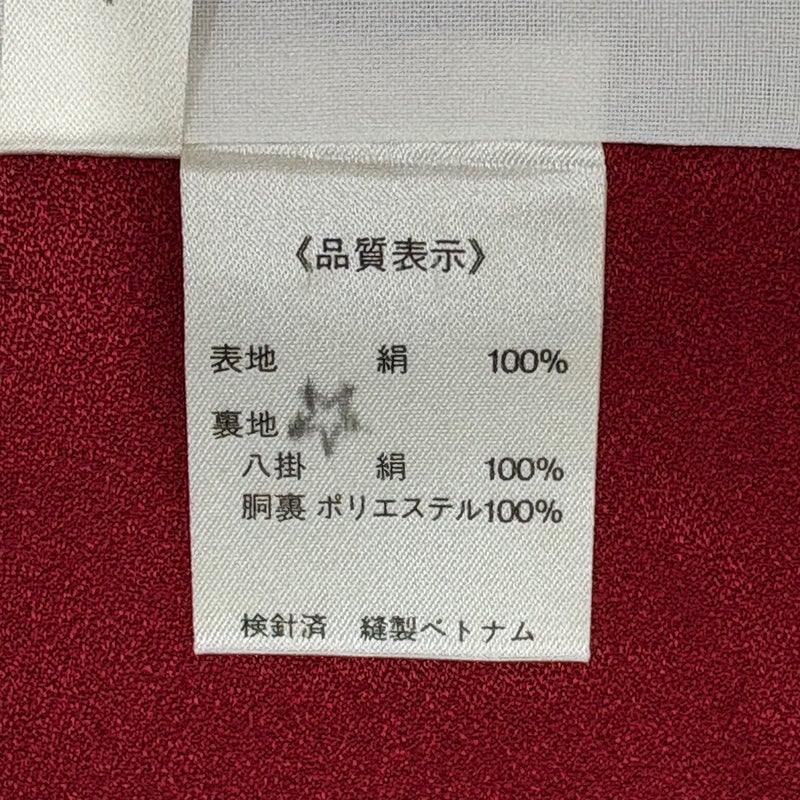 《品質表示》
表地 絹 100%
裏地
八掛 絹 100%
胴裏 ポリエステル100%
検針済 縫製ベトナム